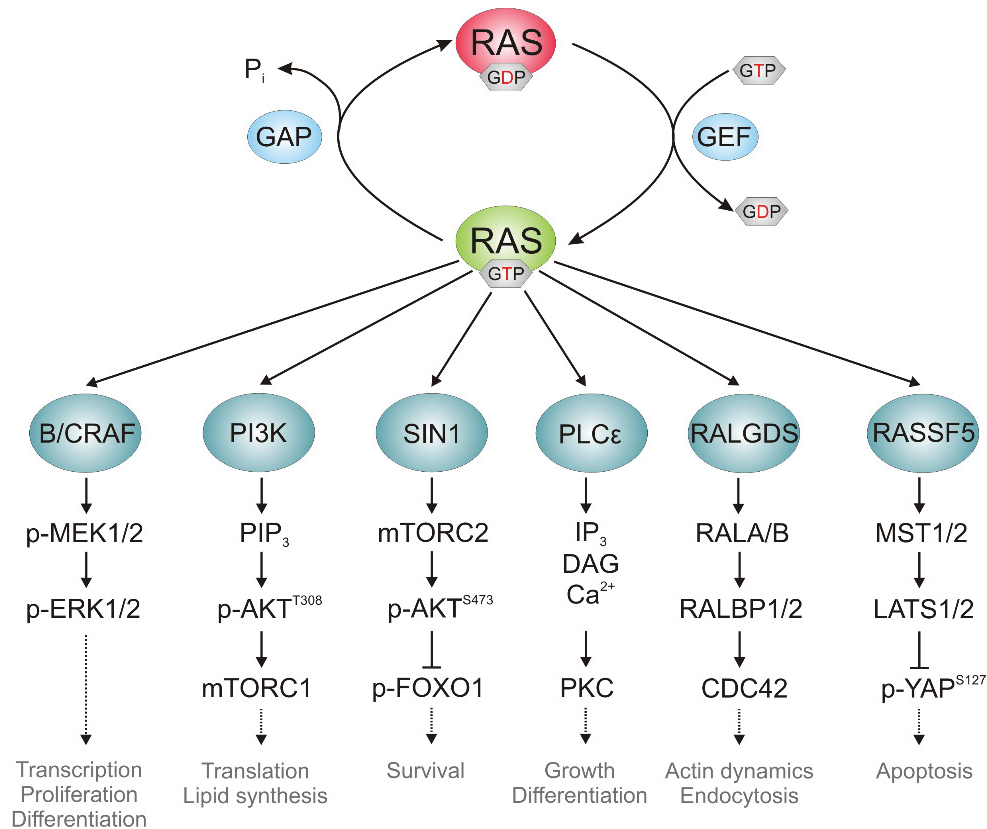 RAS
GDP
Pi
GTP
GAP
GEF
GDP
RAS
GTP
B/CRAF
PI3K
SIN1
PLCε
RALGDS
RASSF5
p-MEK1/2
PIP3
mTORC2
IP3
DAG
Ca2+
RALA/B
MST1/2
p-ERK1/2
p-AKTT308
p-AKTS473
RALBP1/2
LATS1/2
mTORC1
p-FOXO1
PKC
CDC42
p-YAPS127
Transcription
Proliferation
Differentiation
Translation
Lipid synthesis
Survival
Growth
Differentiation
Actin dynamics
Endocytosis
Apoptosis